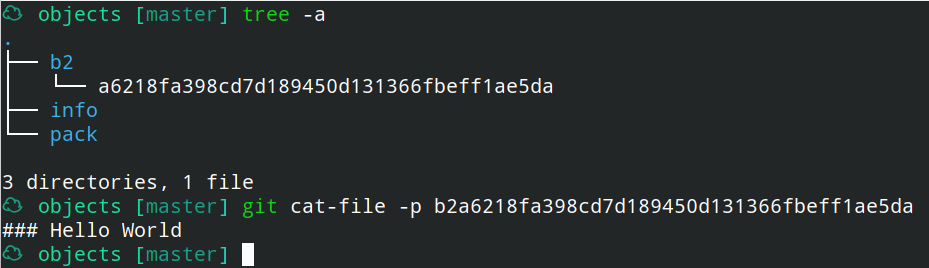 objects [master] tree -a
.
├── b2
│   └── a6218fa398cd7d189450d131366fbeff1ae5da
├── info
└── pack
3 directories, 1 file
objects [master] git cat-file -p b2a6218fa398cd7d189450d131366fbeff1ae5da
### Hello World
objects [master]